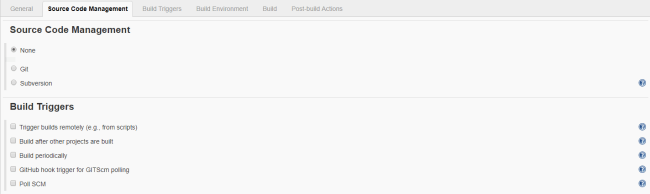 General Source Code Management Build Triggers Build Environment Build Post-build Actions
Source Code Management
None
Git
Subversion
Build Triggers
Trigger builds remotely (e.g., from scripts)
Build after other projects are built
Build periodically
GitHub hook trigger for GITScm polling
Poll SCM